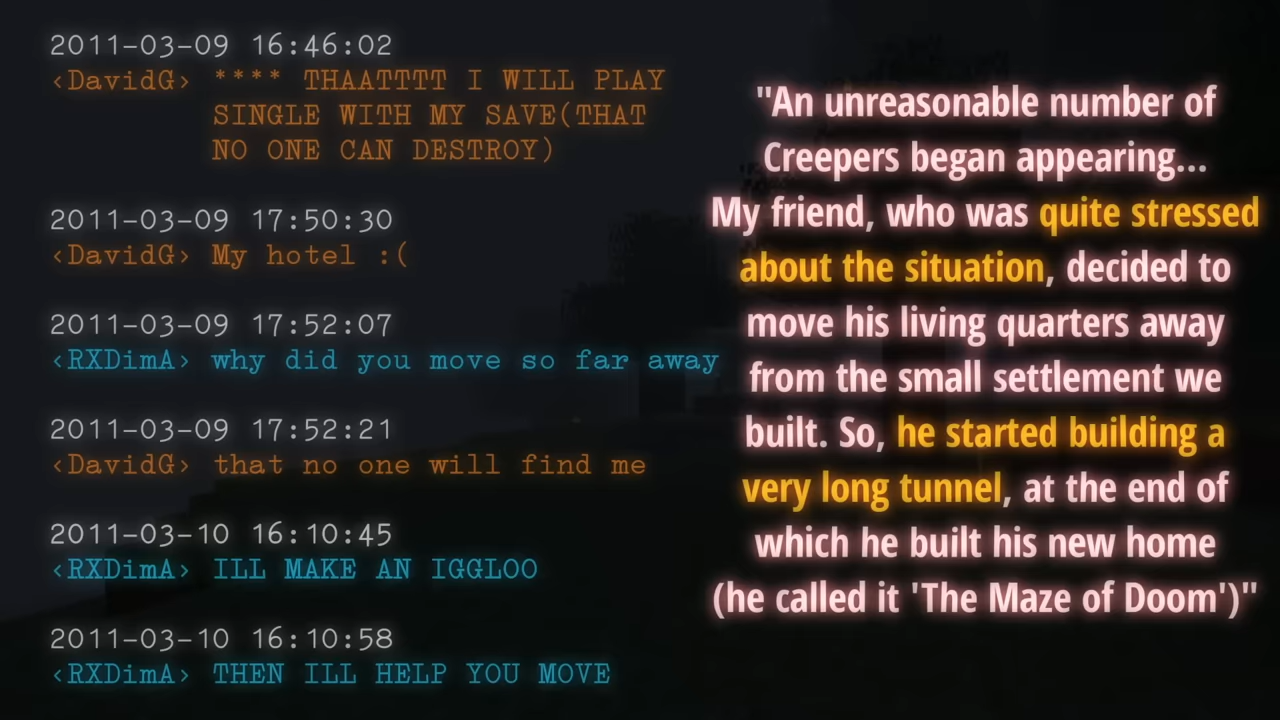 2011-03-09 16:46:02
<DavidG> **** THAATTTT I WILL PLAY
SINGLE WITH MY SAVE(THAT
NO ONE CAN DESTROY)
2011-03-09 17:50:30
<DavidG> My hotel :(
2011-03-09 17:52:07
<RXDimA> why did you move so far away
2011-03-09 17:52:21
<DavidG> that no one will find me
2011-03-10 16:10:45
<RXDimA> ILL MAKE AN IGGLOO
2011-03-10 16:10:58
<RXDimA> THEN ILL HELP YOU MOVE
"An unreasonable number of
Creepers began appearing...
My friend, who was quite stressed
about the situation, decided to
move his living quarters away
from the small settlement we
built. So, he started building a
very long tunnel, at the end of
which he built his new home
(he called it 'The Maze of Doom')"